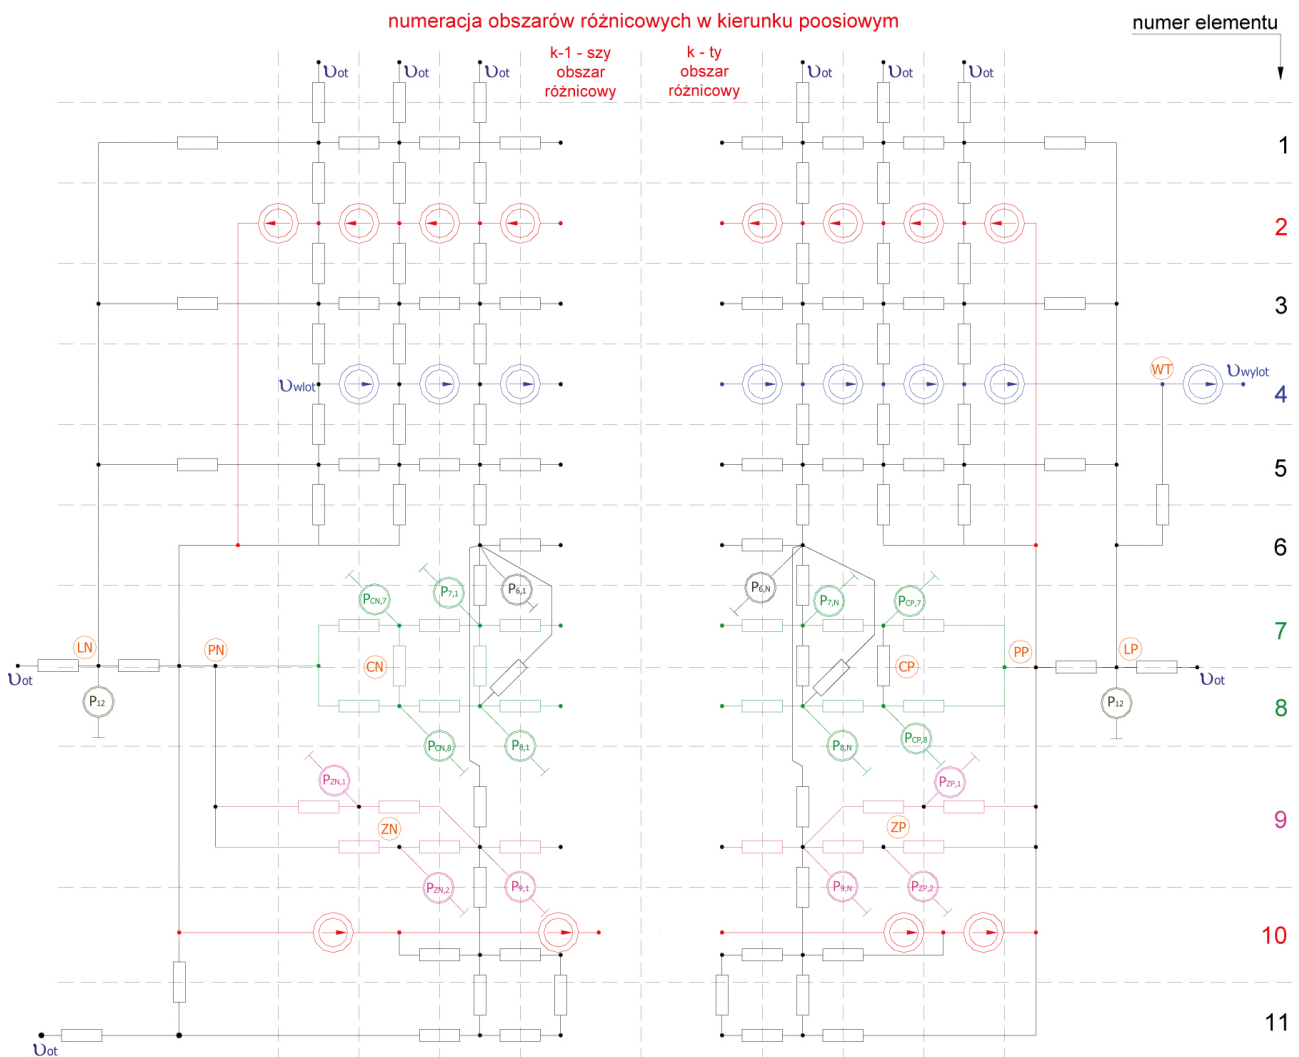 numeracja obszarów różnicowych w kierunku poosiowym
numer elementu
k-1 - szy
obszar
różnicowy
k - ty
obszar
różnicowy
υot υot υot υot υot υot
1
2
3
υwlot
WT
υwylot
4
5
6
PCN,7 P7,1 P6,1 P6,N P7,N PCP,7
7
LN PN CN CP PP LP
υot υot
P12 P12
8
PCN,8 P8,1 P8,N PCP,8
PZN,1 PZP,1
9
ZN ZP
PZN,2 P9,1 P9,N PZP,2
10
11
υot